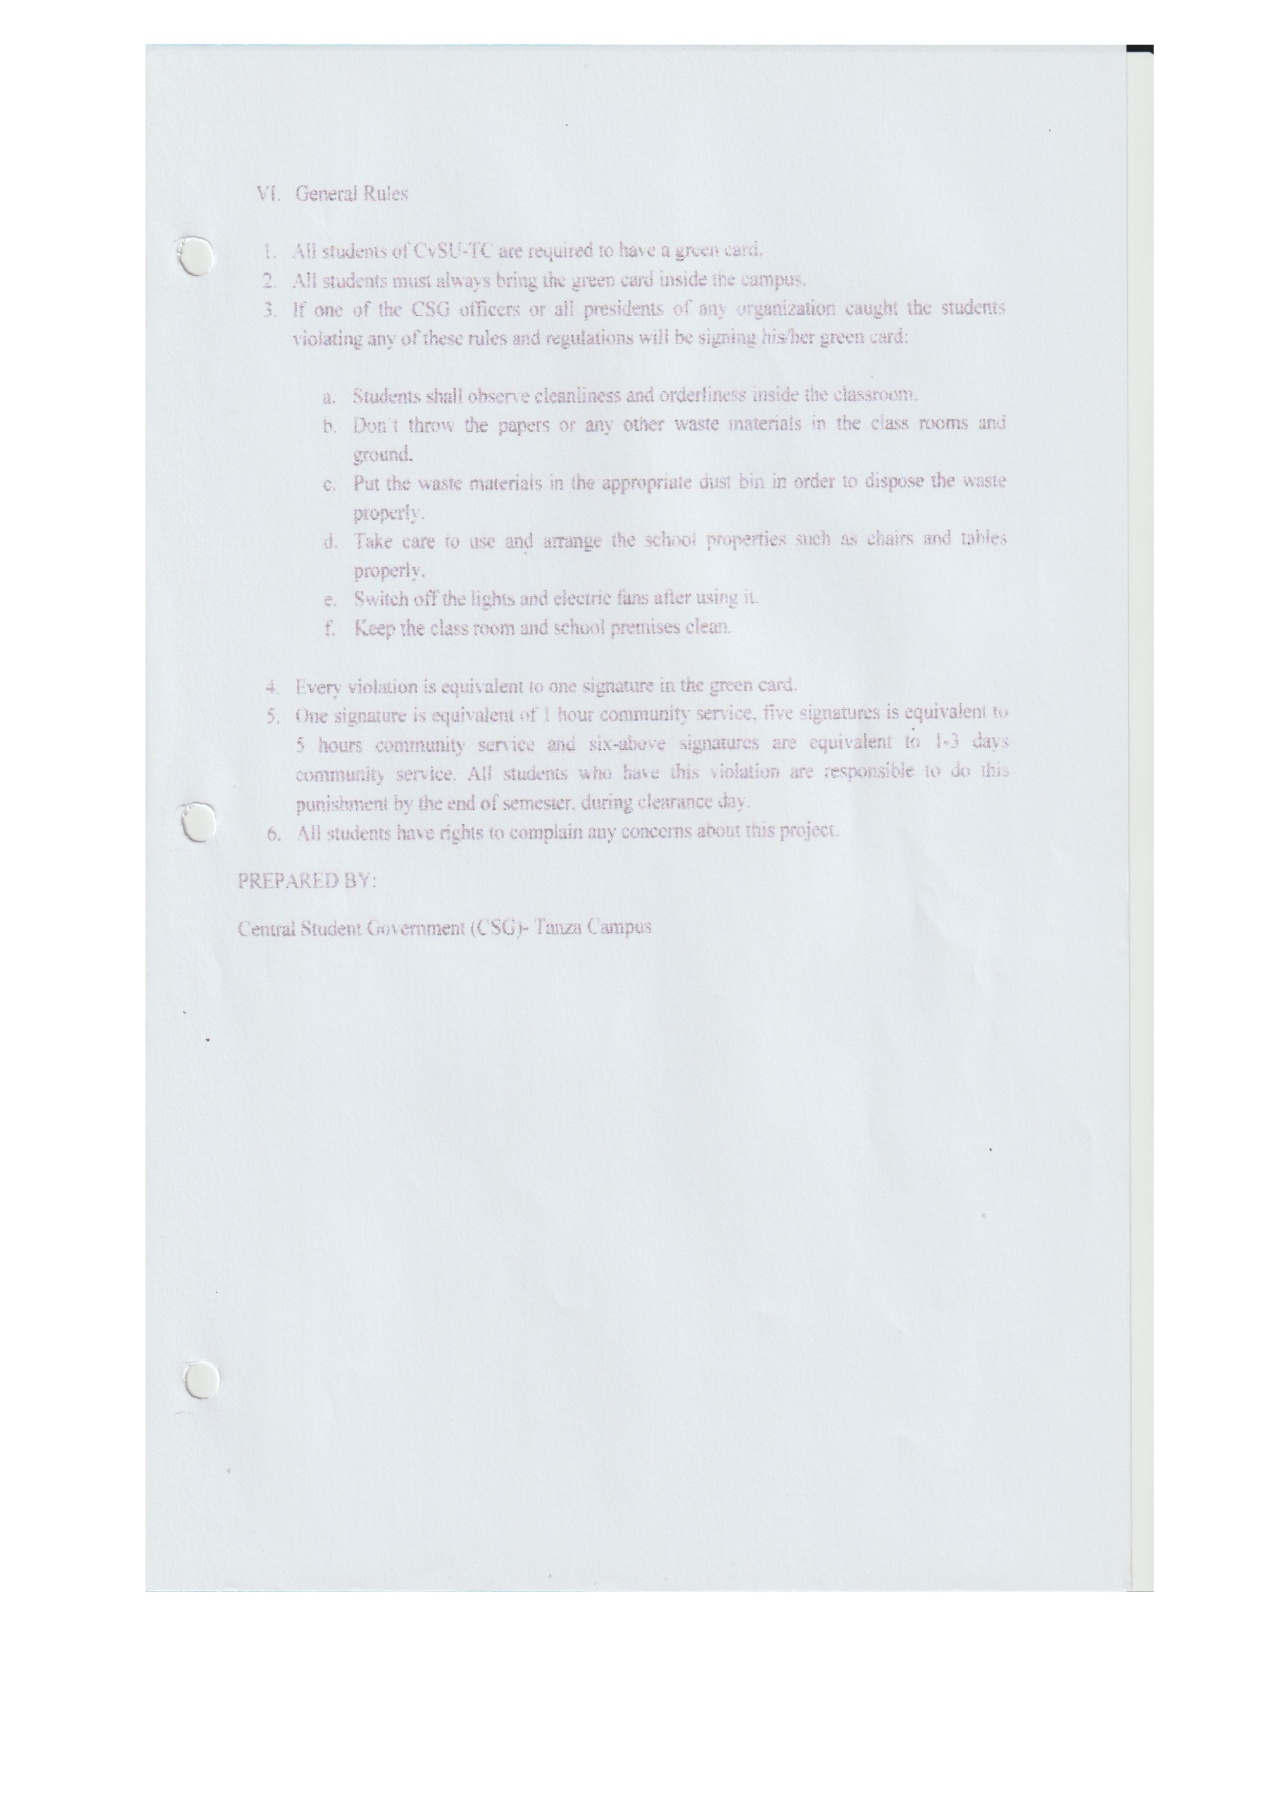 VI. General Rules
1. All students of CvSU-TC are required to have a green card.
2. All students must always bring the green card inside the campus.
3. If one of the CSG officers or all presidents of any organization caught the students
violating any of these rules and regulations will be signing his/her green card:
a. Students shall observe cleanliness and orderliness inside the classroom.
b. Don't throw the papers or any other waste materials in the class rooms and
ground.
c. Put the waste materials in the appropriate dust bin in order to dispose the waste
properly.
d. Take care to use and arrange the school properties such as chairs and tables
properly.
e. Switch off the lights and electric fans after using it.
f. Keep the class room and school premises clean.
4. Every violation is equivalent to one signature in the green card.
5. One signature is equivalent of 1 hour community service, five signatures is equivalent to
5 hours community service and six-above signatures are equivalent to 1-3 days
community service. All students who have this violation are responsible to do this
punishment by the end of semester, during clearance day.
6. All students have rights to complain any concerns about this project.
PREPARED BY:
Central Student Government (CSG)- Tanza Campus